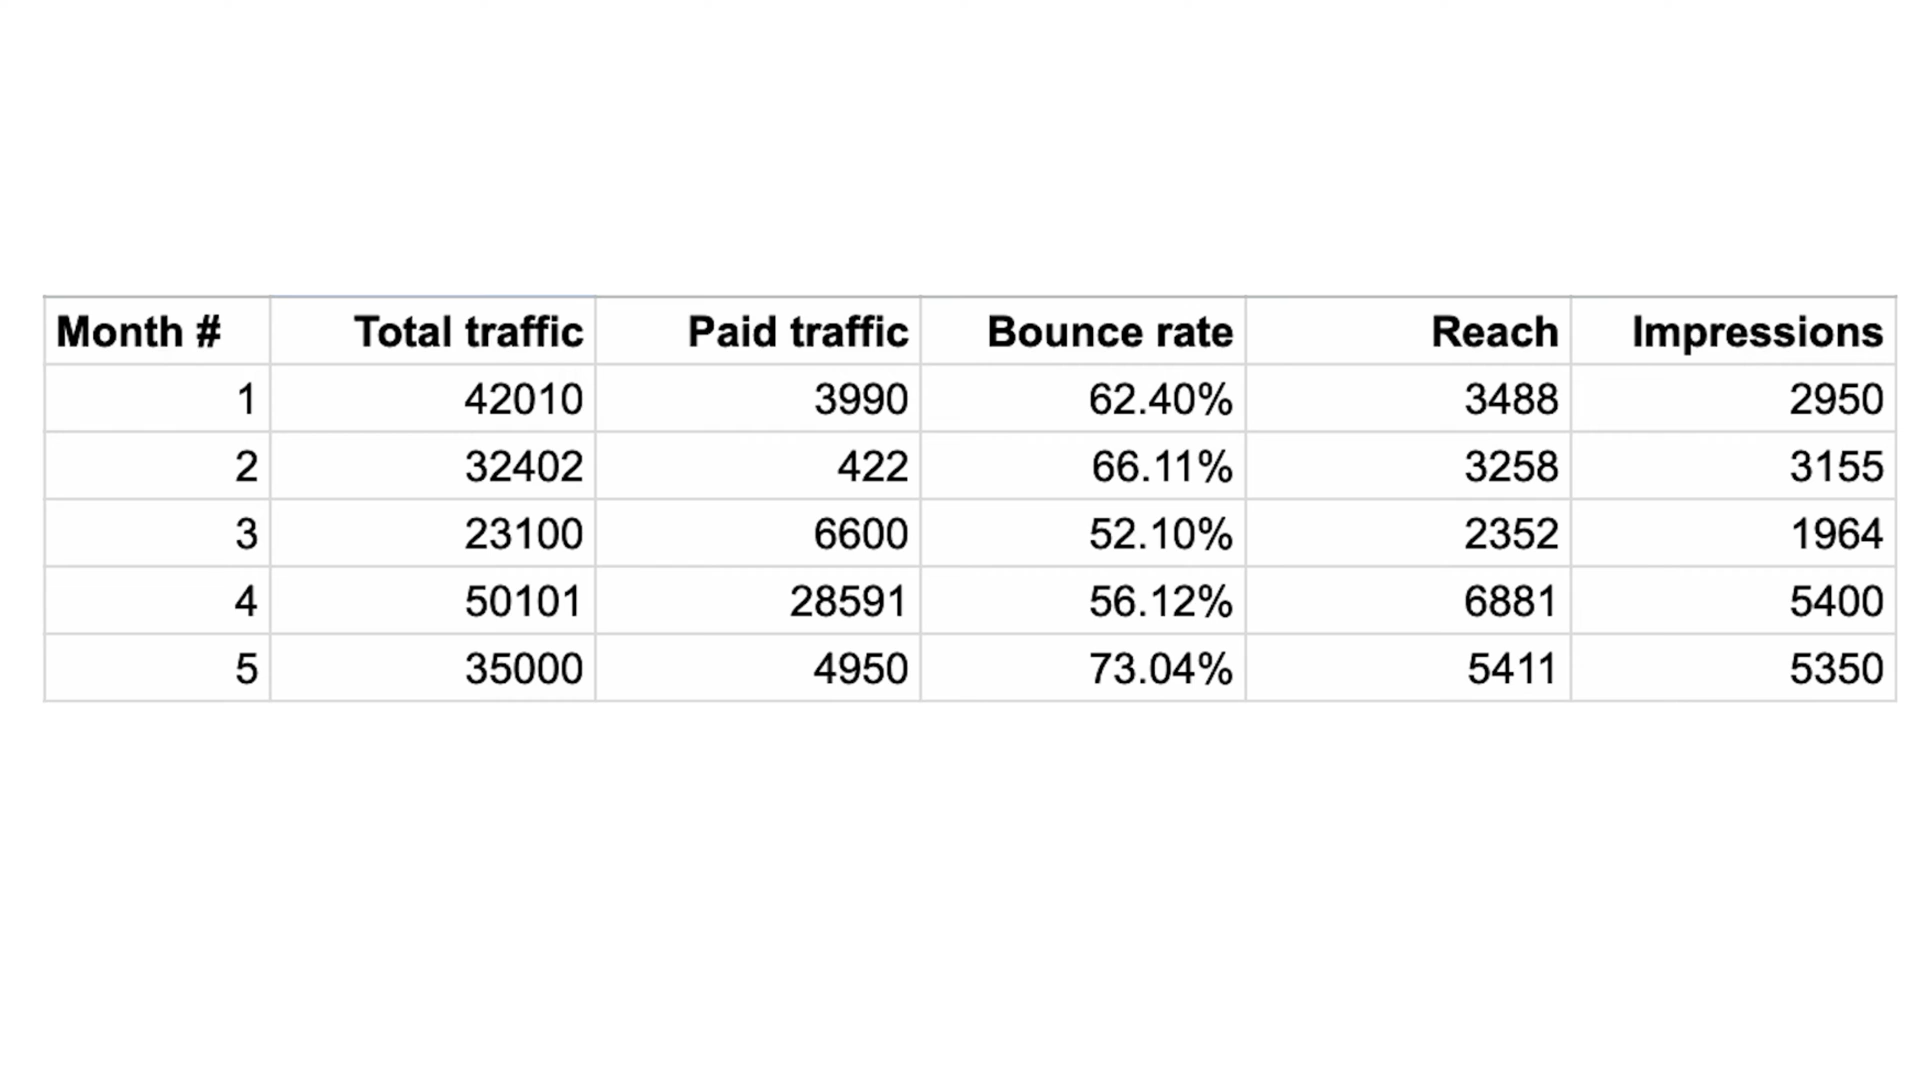 Month # Total traffic Paid traffic Bounce rate Reach Impressions
1 42010 3990 62.40% 3488 2950
2 32402 422 66.11% 3258 3155
3 23100 6600 52.10% 2352 1964
4 50101 28591 56.12% 6881 5400
5 35000 4950 73.04% 5411 5350